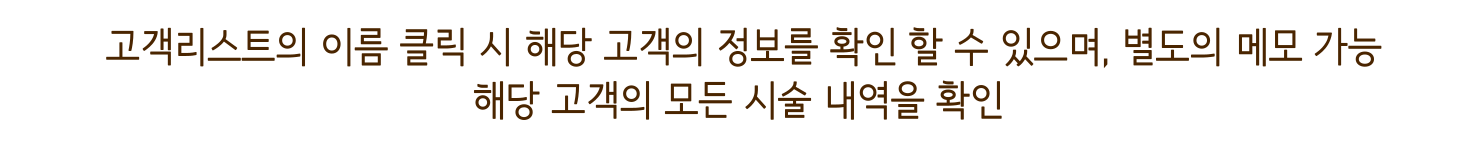 고객리스트의 이름 클릭 시 해당 고객의 정보를 확인 할 수 있으며, 별도의 메모 가능
해당 고객의 모든 시술 내역을 확인